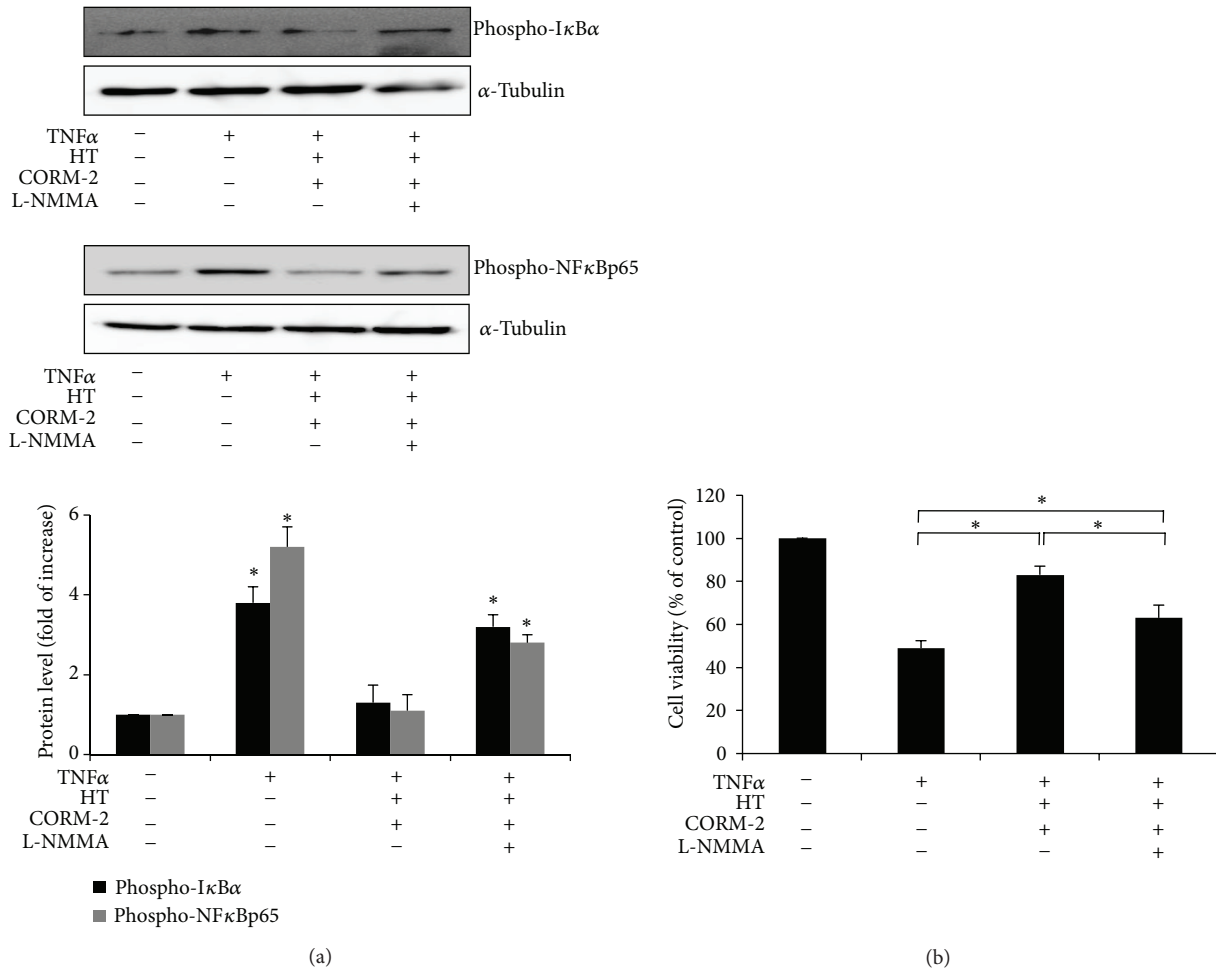 Phospho-IκBα
α-Tubulin
TNFα – + + +
HT – – + +
CORM-2 – – + +
L-NMMA – – – +
Phospho-NFκBp65
α-Tubulin
TNFα – + + +
HT – – + +
CORM-2 – – + +
L-NMMA – – – +
Protein level (fold of increase)
6
4
2
0
* * * *
TNFα – + + +
HT – – + +
CORM-2 – – + +
L-NMMA – – – +
Phospho-IκBα
Phospho-NFκBp65
(a)
Cell viability (% of control)
120
100
80
60
40
20
0
*
* *
TNFα – + + +
HT – – + +
CORM-2 – – + +
L-NMMA – – – +
(b)